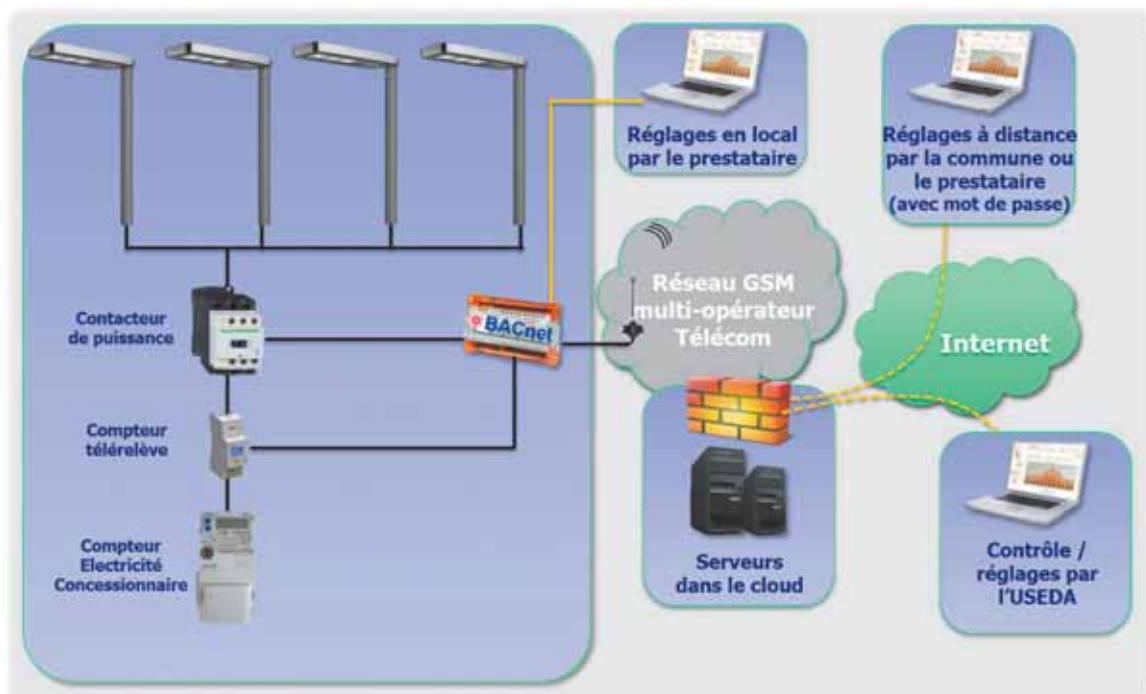 Réglages en local
par le prestataire
Réglages à distance
par la commune ou
le prestataire
(avec mot de passe)
Réseau GSM
multi-opérateur
Télécom
Internet
Contacteur
de puissance
BACnet
Compteur
télérelève
Compteur
Electricité
Concessionnaire
Serveurs
dans le cloud
Contrôle /
réglages par
l'USEDA